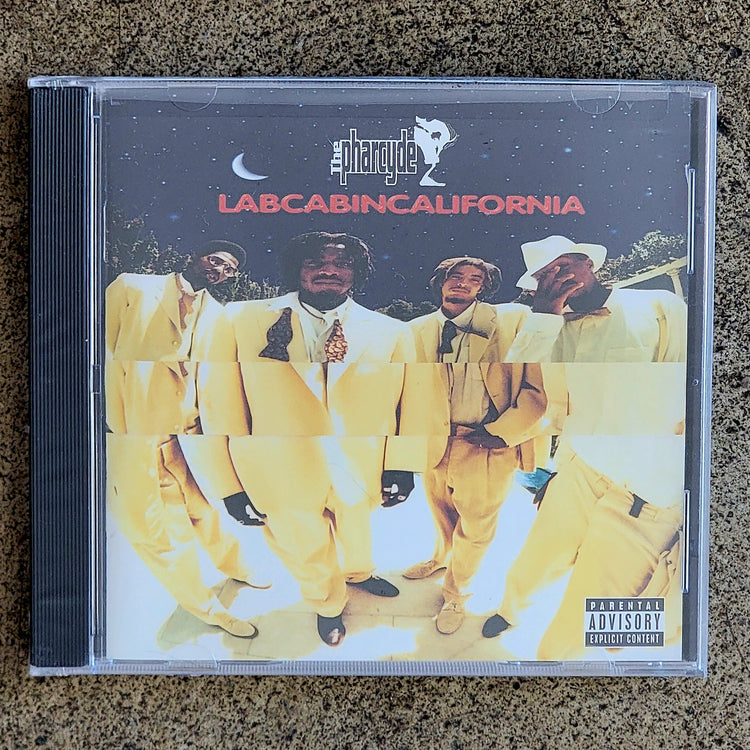 The pharcyde
LABCABINCALIFORNIA
PARENTAL
ADVISORY
EXPLICIT CONTENT